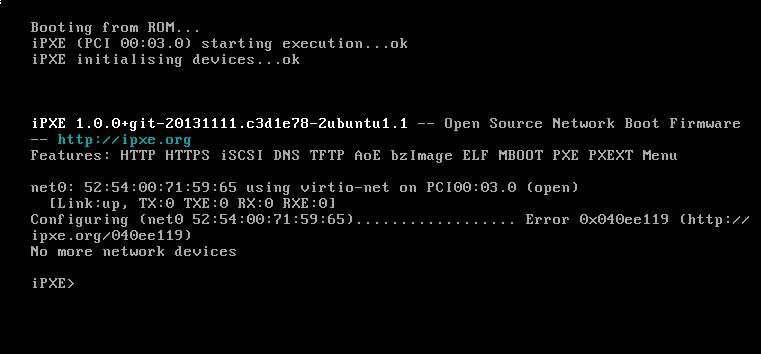 Booting from ROM...
iPXE (PCI 00:03.0) starting execution...ok
iPXE initialising devices...ok
iPXE 1.0.0+git-20131111.c3d1e78-2ubuntu1.1 -- Open Source Network Boot Firmware
-- http://ipxe.org
Features: HTTP HTTPS iSCSI DNS TFTP AoE bzImage ELF MBOOT PXE PXEXT Menu
net0: 52:54:00:71:59:65 using virtio-net on PCI00:03.0 (open)
[Link:up, TX:0 TXE:0 RX:0 RXE:0]
Configuring (net0 52:54:00:71:59:65).................. Error 0x040ee119 (http://
ipxe.org/040ee119)
No more network devices
iPXE>